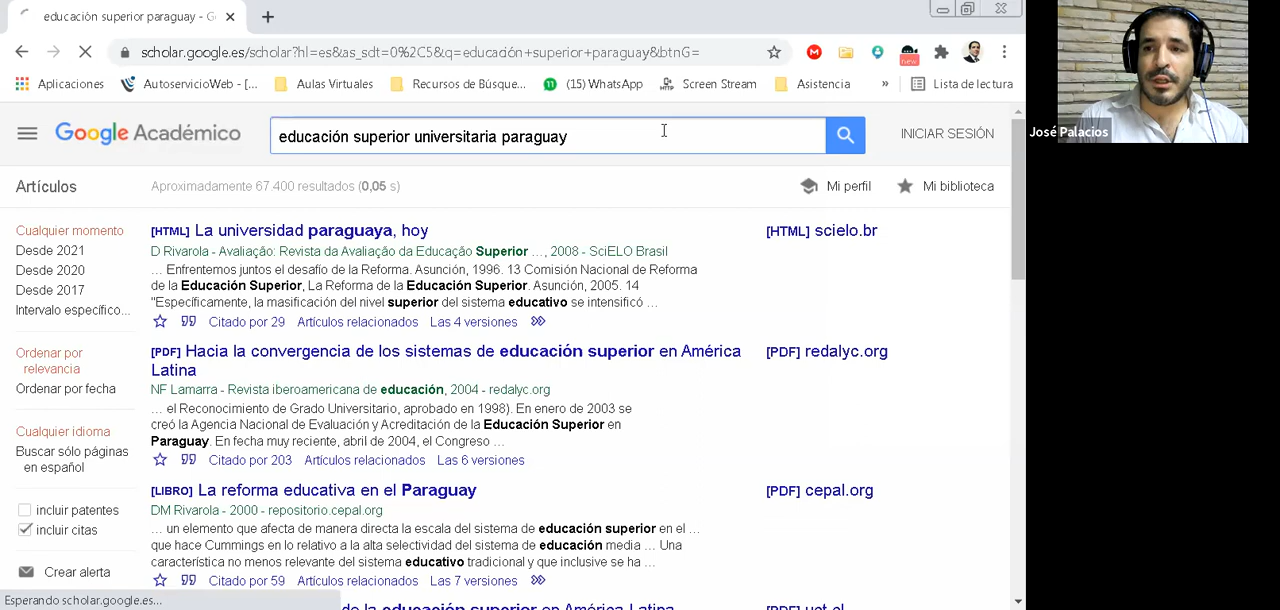 educación superior paraguay - G
scholar.google.es/scholar?hl=es&as_sdt=0%2C5&q=educación+superior+paraguay&btnG=
new
Aplicaciones
AutoservicioWeb - [...
Aulas Virtuales
Recursos de Búsque...
(15) WhatsApp
Screen Stream
Asistencia
»
Lista de lectura
José Palacios
Google Académico
educación superior universitaria paraguay
INICIAR SESIÓN
Artículos
Aproximadamente 67.400 resultados (0,05 s)
Mi perfil
Mi biblioteca
Cualquier momento
Desde 2021
Desde 2020
Desde 2017
Intervalo específico...
Ordenar por
relevancia
Ordenar por fecha
Cualquier idioma
Buscar sólo páginas
en español
incluir patentes
incluir citas
Crear alerta
[HTML] La universidad paraguaya, hoy
D Rivarola - Avaliação: Revista da Avaliação da Educação Superior ..., 2008 - SciELO Brasil
... Enfrentemos juntos el desafío de la Reforma. Asunción, 1996. 13 Comisión Nacional de Reforma
de la Educación Superior, La Reforma de la Educación Superior. Asunción, 2005. 14
"Específicamente, la masificación del nivel superior del sistema educativo se intensificó ...
Citado por 29 Artículos relacionados Las 4 versiones
[HTML] scielo.br
[PDF] Hacia la convergencia de los sistemas de educación superior en América
Latina
NF Lamarra - Revista iberoamericana de educación, 2004 - redalyc.org
... el Reconocimiento de Grado Universitario, aprobado en 1998). En enero de 2003 se
creó la Agencia Nacional de Evaluación y Acreditación de la Educación Superior en
Paraguay. En fecha muy reciente, abril de 2004, el Congreso ...
Citado por 203 Artículos relacionados Las 6 versiones
[PDF] redalyc.org
[LIBRO] La reforma educativa en el Paraguay
DM Rivarola - 2000 - repositorio.cepal.org
... un elemento que afecta de manera directa la escala del sistema de educación superior en el ...
que hace Cummings en lo relativo a la alta selectividad del sistema de educación media ... Una
característica no menos relevante del sistema educativo tradicional y que inclusive se ha ...
Citado por 59 Artículos relacionados Las 7 versiones
[PDF] cepal.org
de la educación superior en América Latina
[PDF] uct.cl
Esperando scholar.google.es...